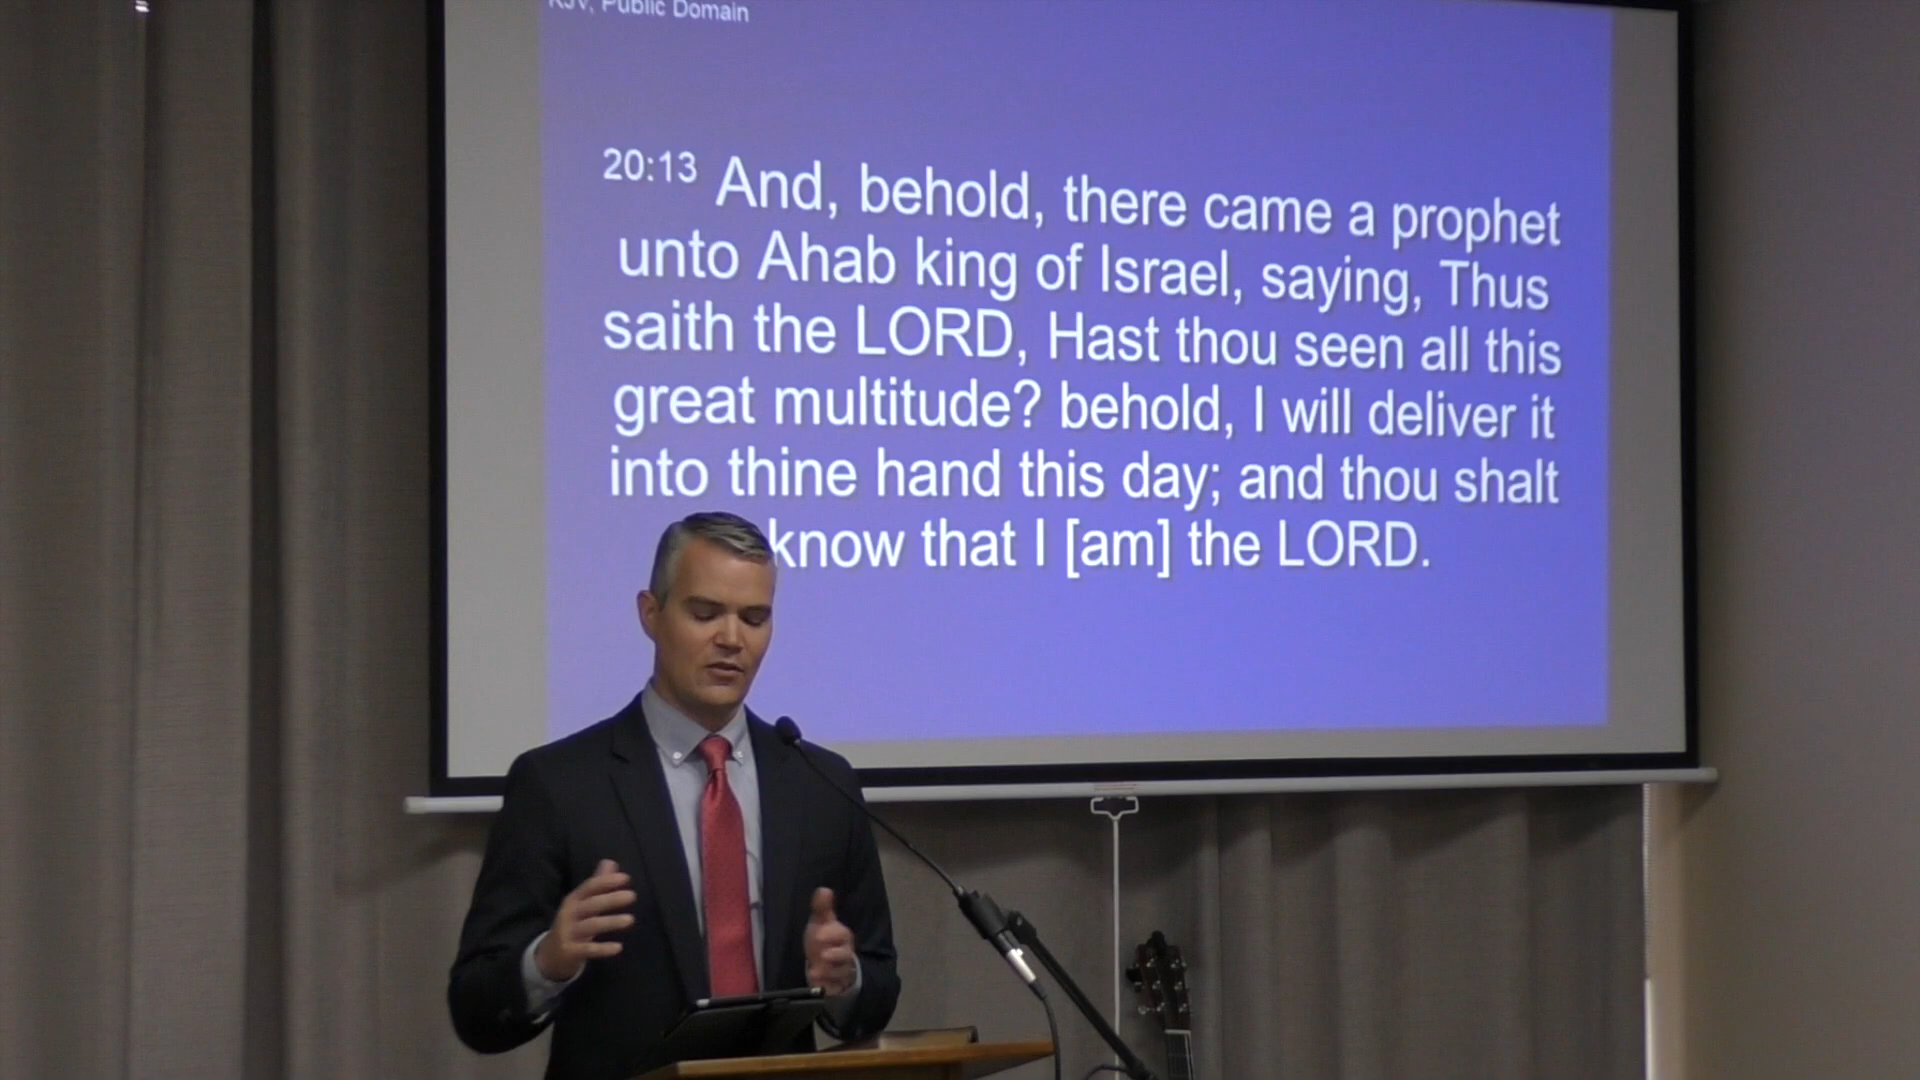 KJV, Public Domain
20:13 And, behold, there came a prophet
unto Ahab king of Israel, saying, Thus
saith the LORD, Hast thou seen all this
great multitude? behold, I will deliver it
into thine hand this day; and thou shalt
know that I [am] the LORD.